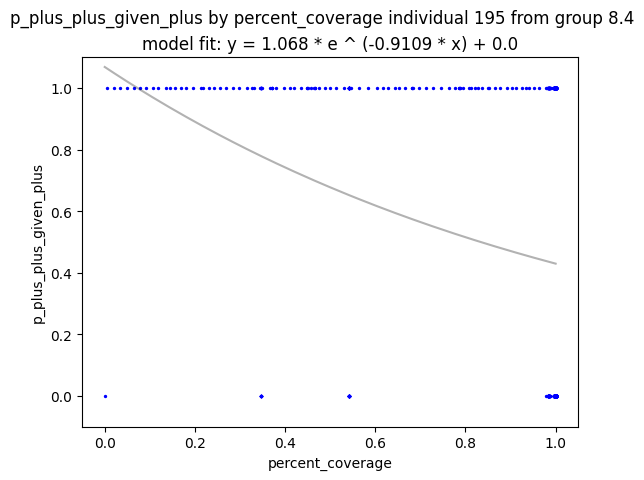 p_plus_plus_given_plus by percent_coverage individual 195 from group 8.4
model fit: y = 1.068 * e ^ (-0.9109 * x) + 0.0
1.0
0.8
0.6
0.4
0.2
0.0
p_plus_plus_given_plus
0.0 0.2 0.4 0.6 0.8 1.0
percent_coverage